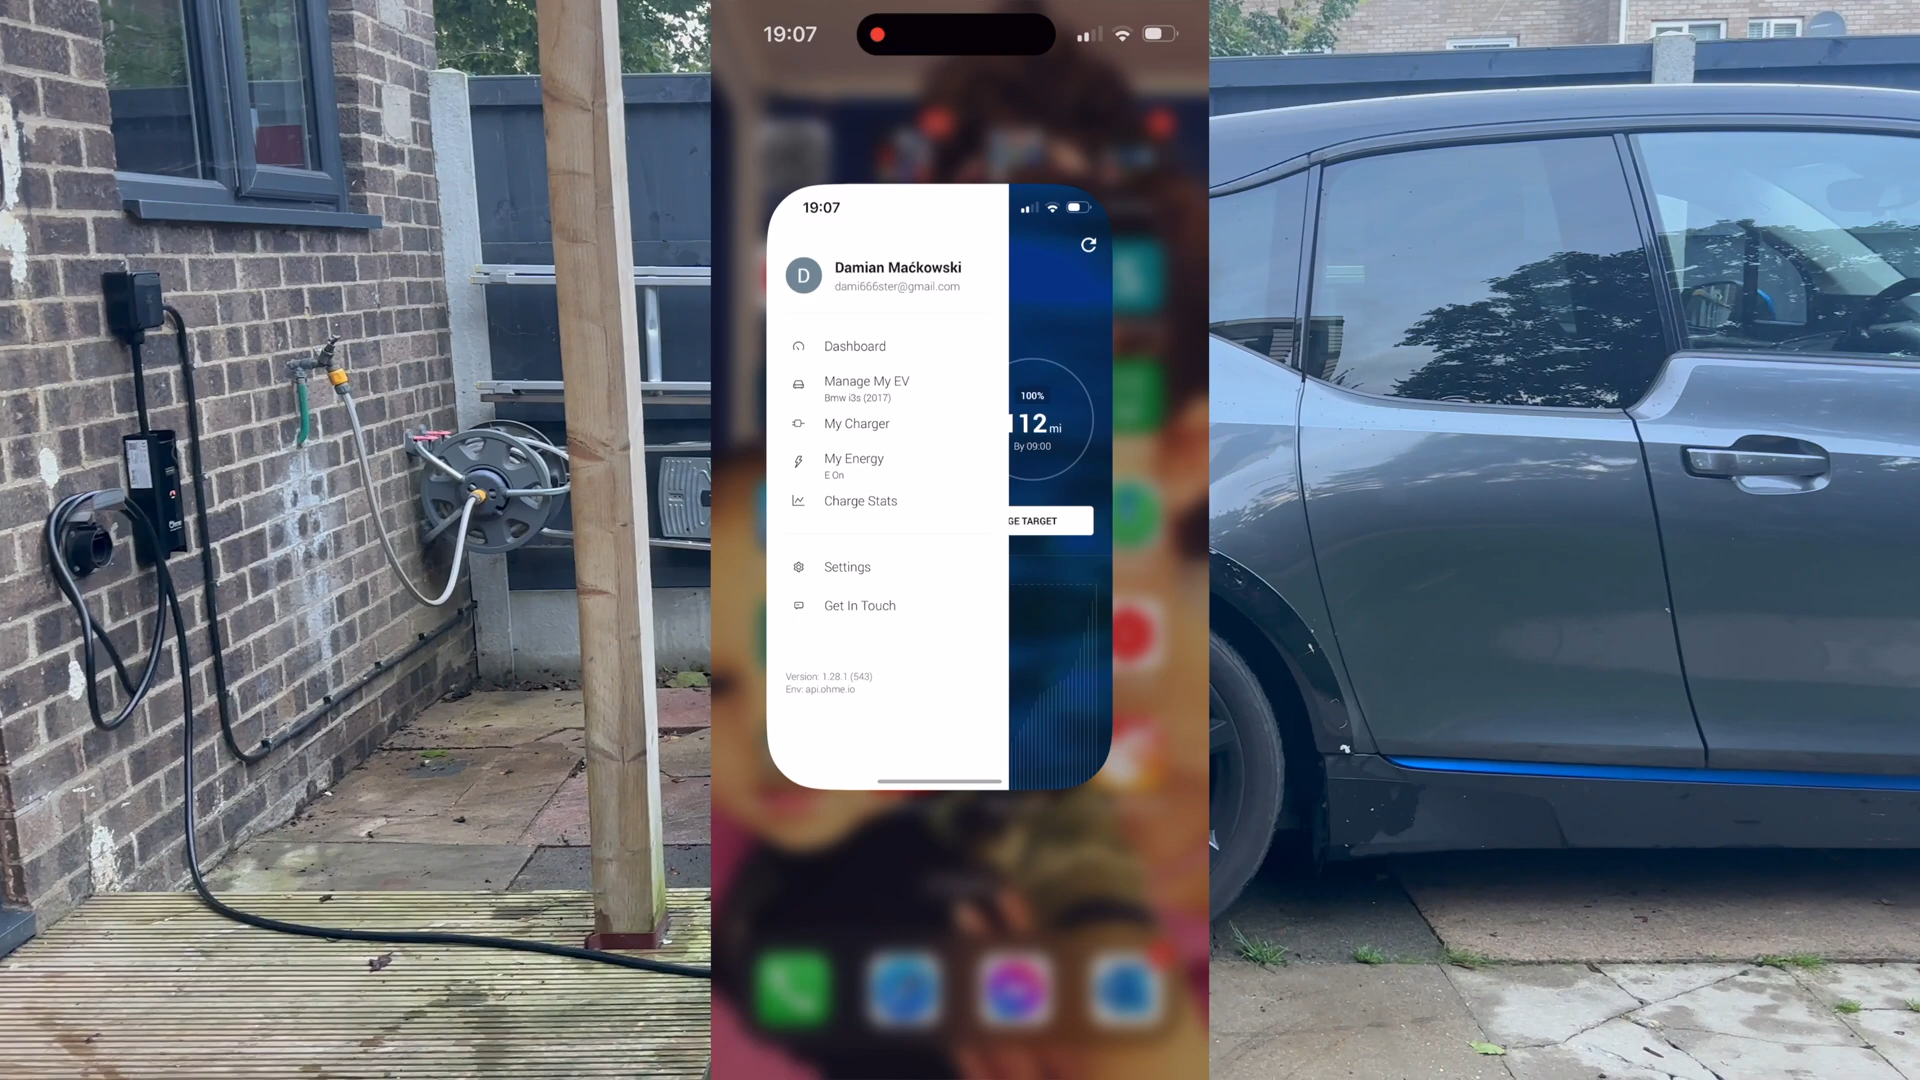 19:07
19:07
D
Damian Maćkowski
dami666ster@gmail.com
Dashboard
Manage My EV
Bmw i3s (2017)
My Charger
My Energy
E On
Charge Stats
Settings
Get In Touch
Version: 1.28.1 (543)
Env: api.ohme.io
100%
112 mi
By 09:00
GE TARGET